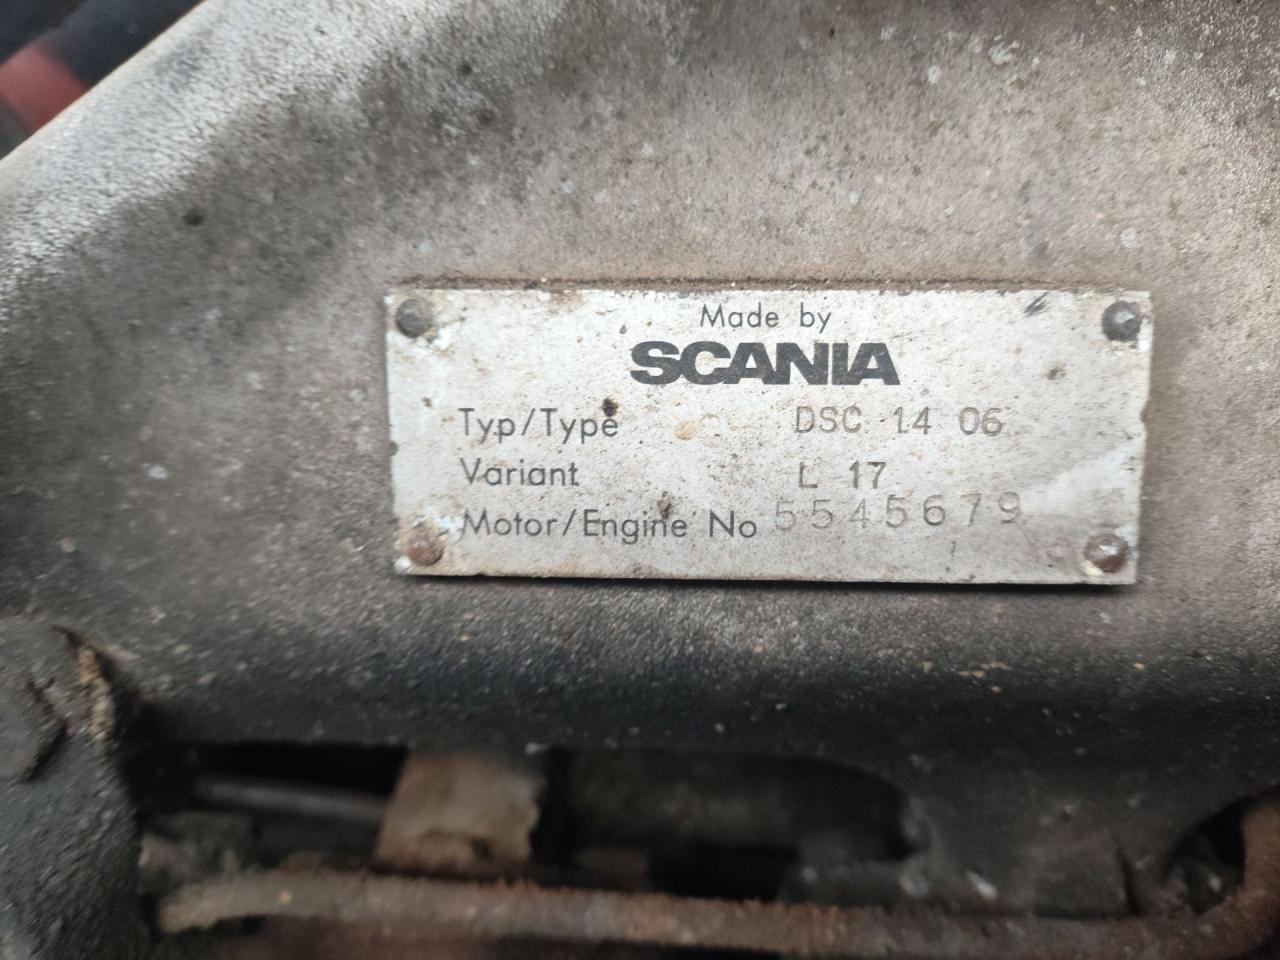 Made by
SCANIA
Typ/Type DSC 14 06
Variant L 17
Motor/Engine No 5545679